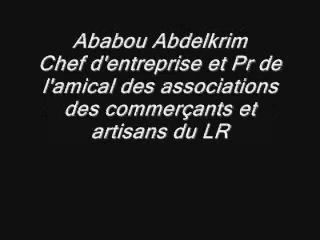 Ababou Abdelkrim
Chef d'entreprise et Pr de
l'amical des associations
des commerçants et
artisans du LR